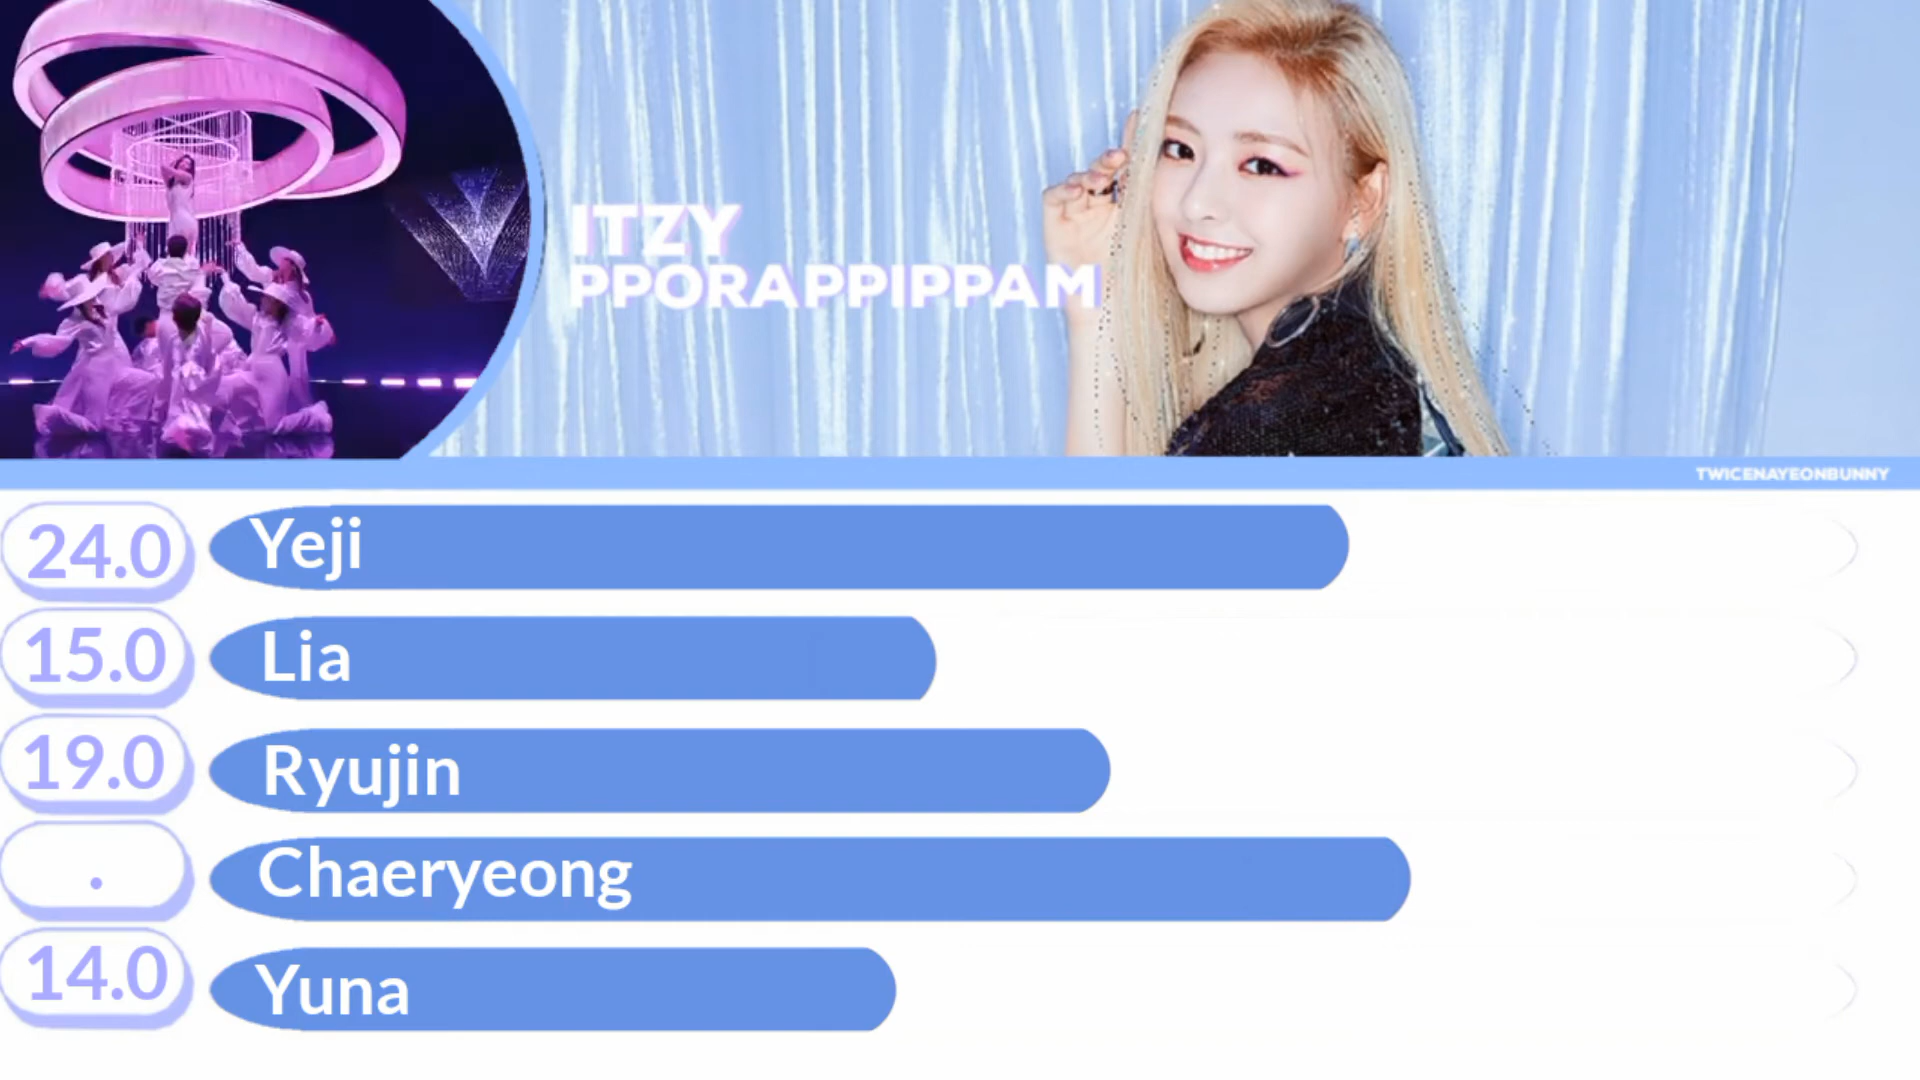 ITZY
PPORAPPIPPAM
TWICENAYEONBUNNY
24.0 Yeji
15.0 Lia
19.0 Ryujin
. Chaeryeong
14.0 Yuna